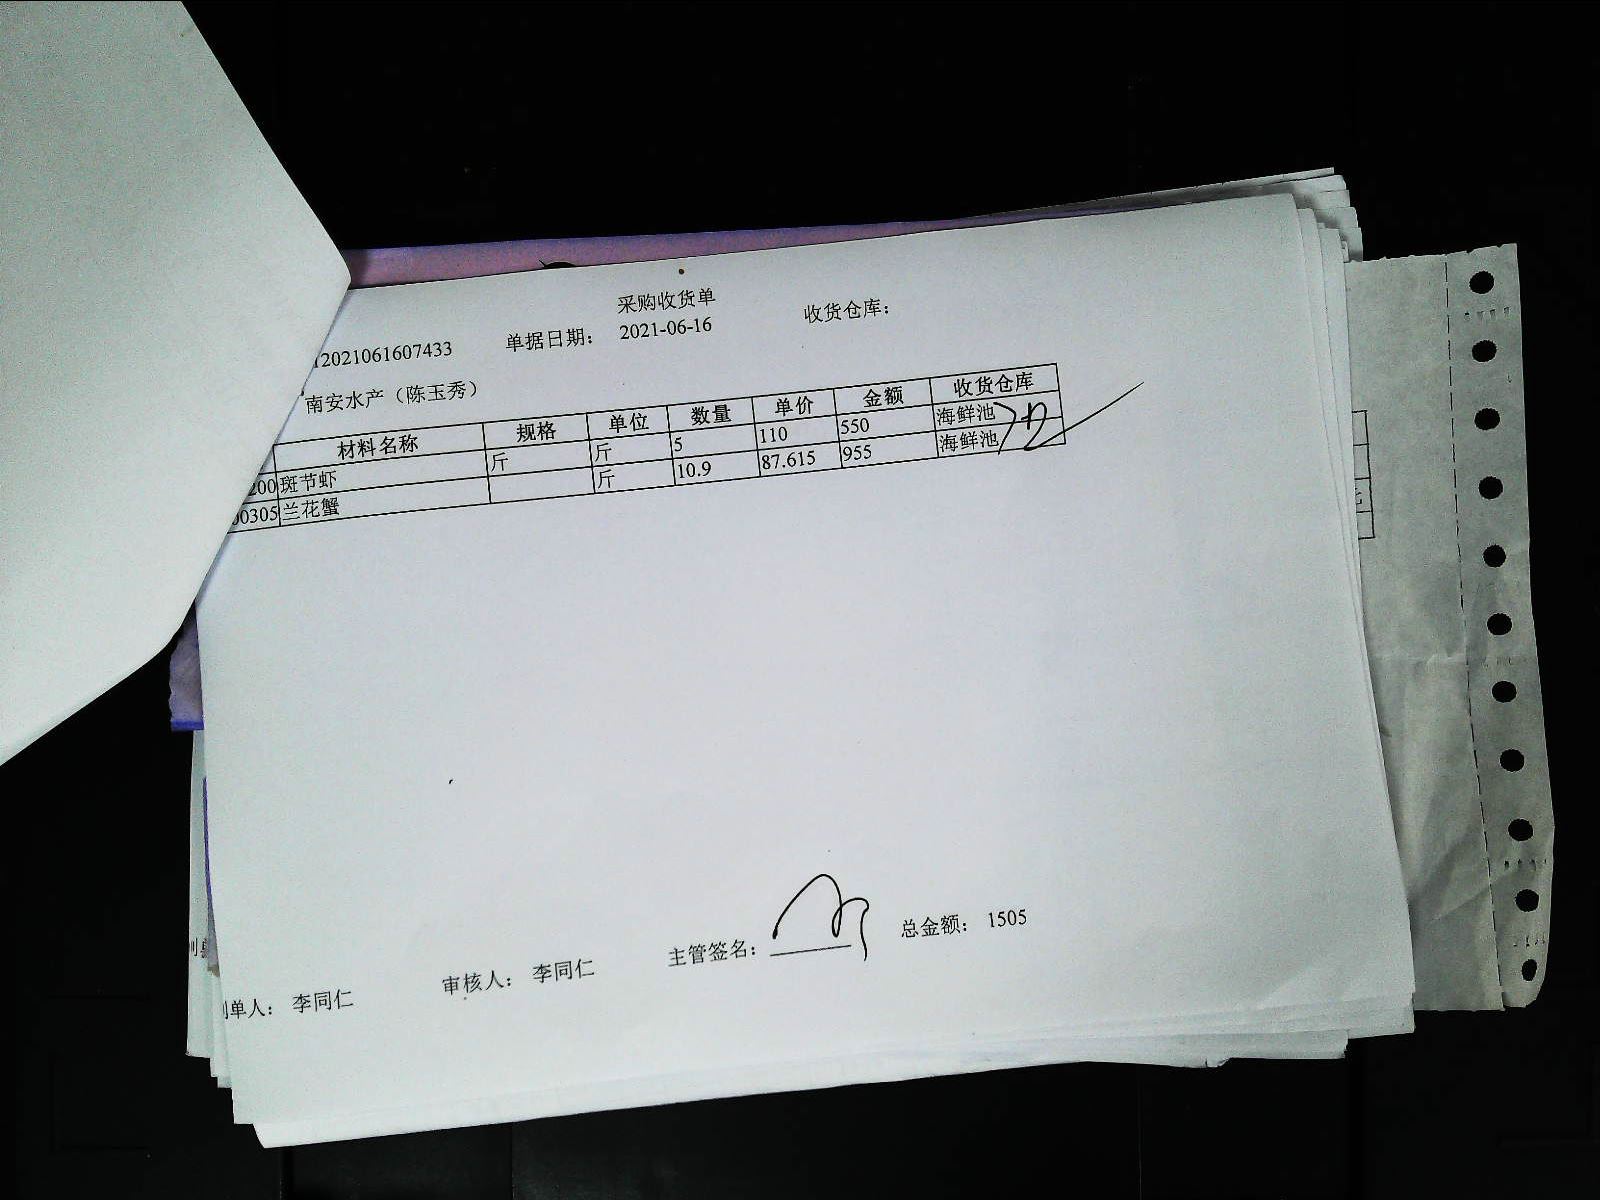 采购收货单
12021061607433 单据日期: 2021-06-16 收货仓库:
南安水产（陈玉秀）
材料名称 规格 单位 数量 单价 金额 收货仓库
200 斑节虾 斤 斤 5 110 550 海鲜池
00305 兰花蟹 斤 10.9 87.615 955 海鲜池
单人: 李同仁 审核人: 李同仁 主管签名: 总金额: 1505